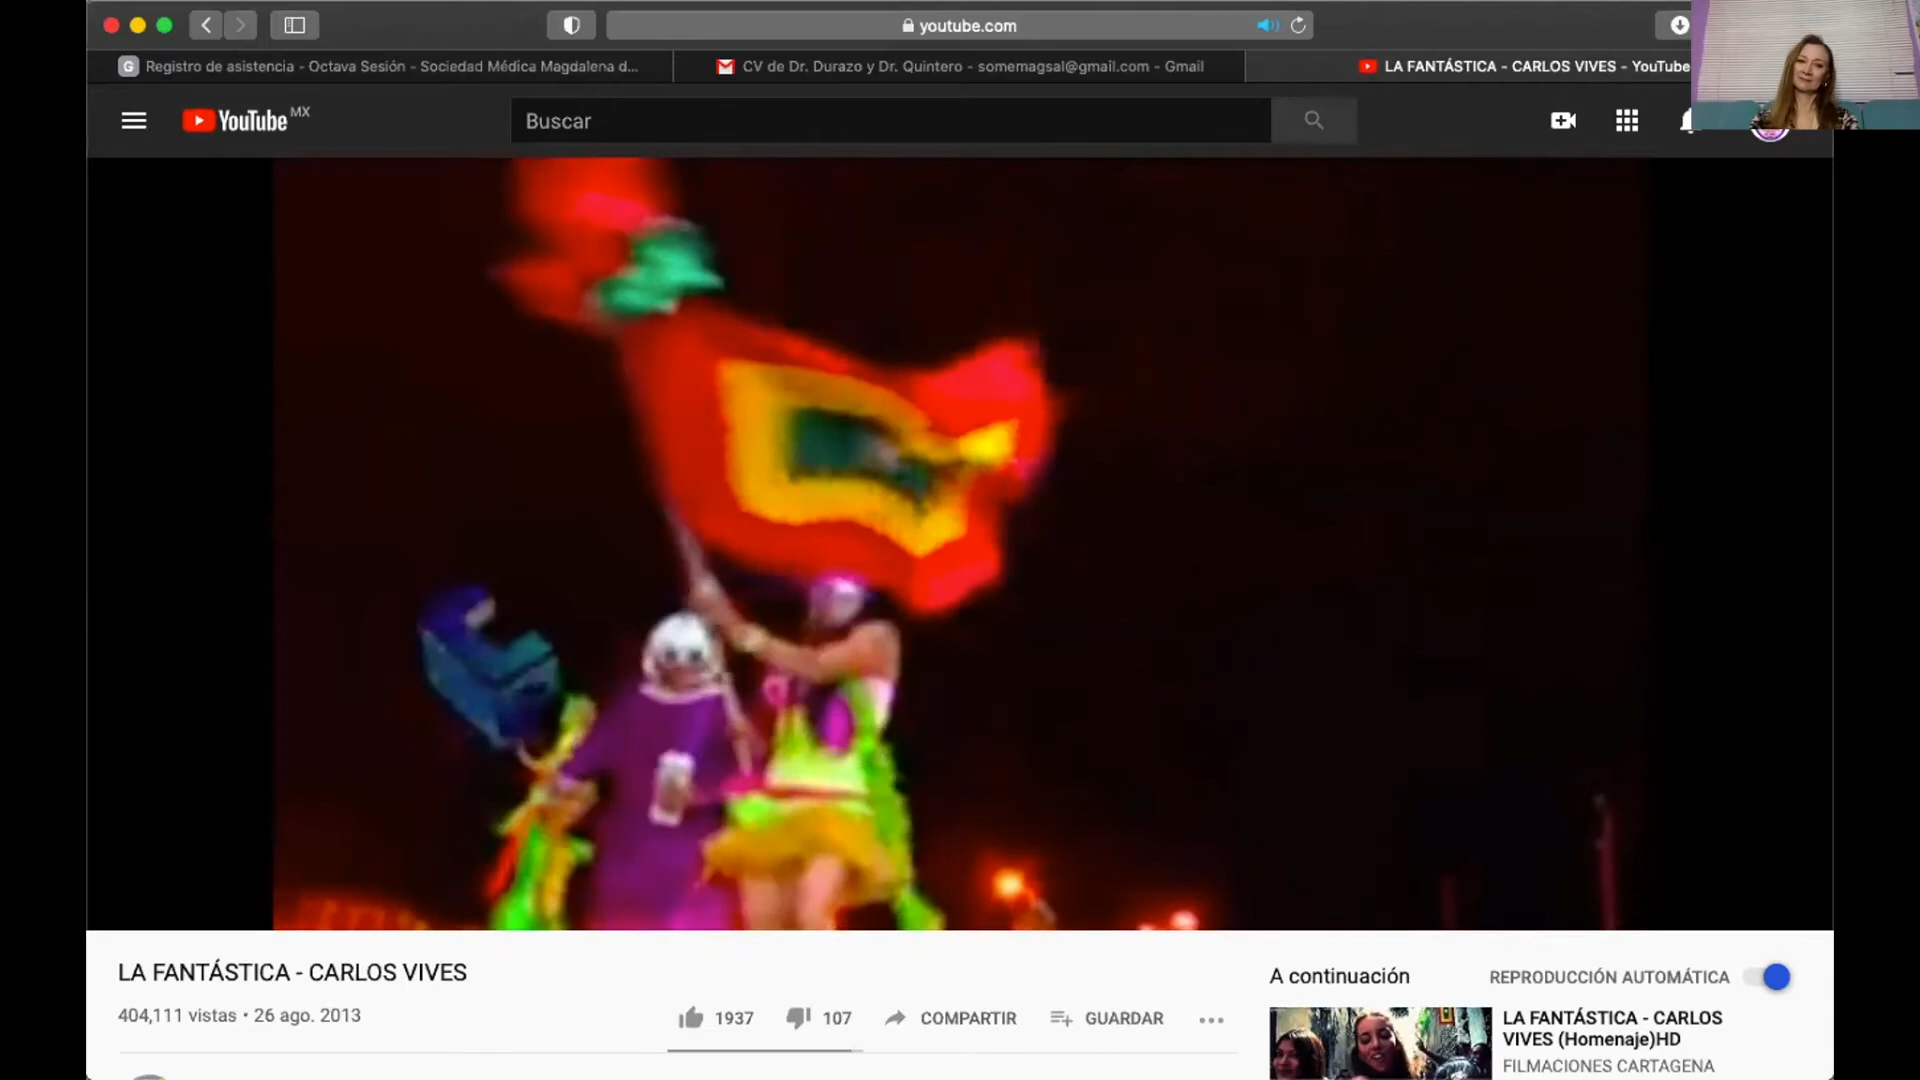 youtube.com
Registro de asistencia - Octava Sesión - Sociedad Médica Magdalena d...
CV de Dr. Durazo y Dr. Quintero - somemagsal@gmail.com - Gmail
LA FANTÁSTICA - CARLOS VIVES - YouTube
YouTube MX
Buscar
LA FANTÁSTICA - CARLOS VIVES
404,111 vistas • 26 ago. 2013
1937
107
COMPARTIR
GUARDAR
A continuación
REPRODUCCIÓN AUTOMÁTICA
LA FANTÁSTICA - CARLOS
VIVES (Homenaje)HD
FILMACIONES CARTAGENA